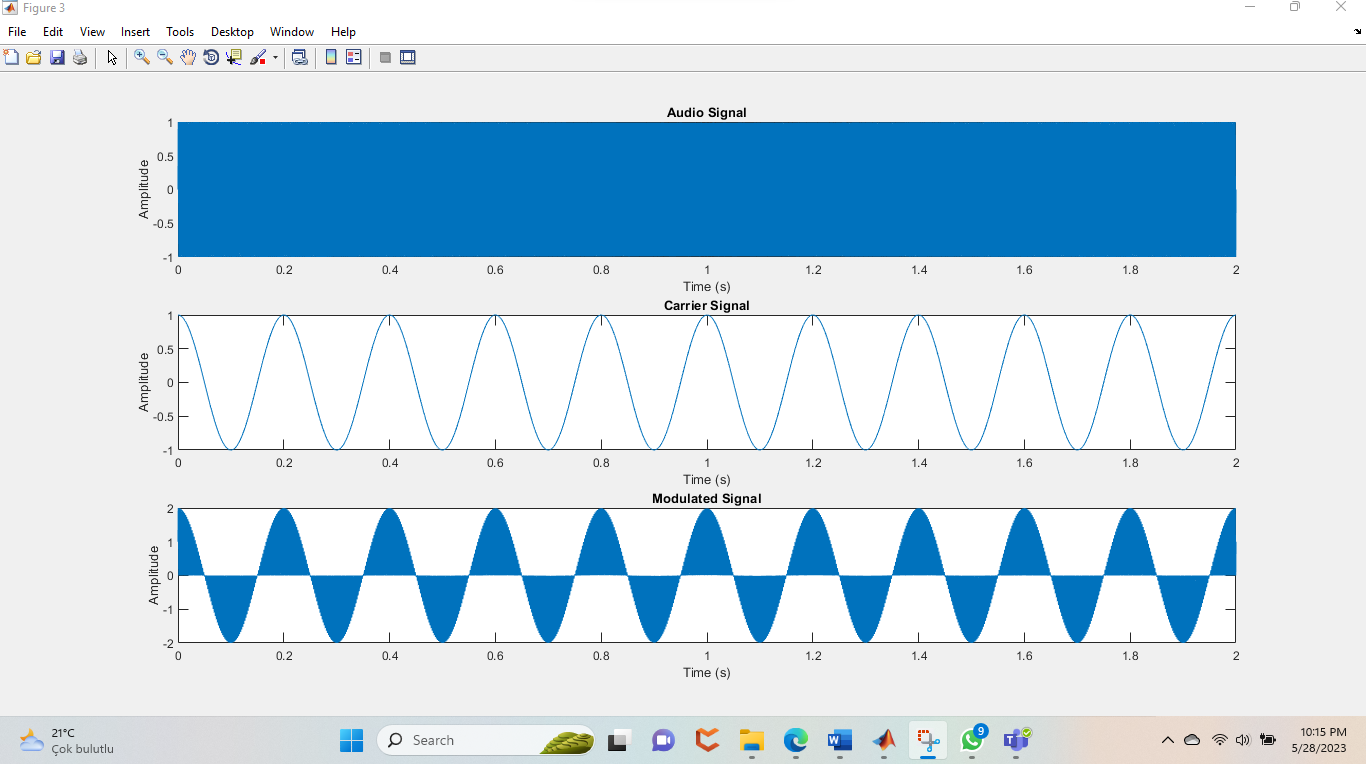 Figure 3
File Edit View Insert Tools Desktop Window Help
Audio Signal
Amplitude
1
0.5
0
-0.5
-1
0 0.2 0.4 0.6 0.8 1 1.2 1.4 1.6 1.8 2
Time (s)
Carrier Signal
Amplitude
1
0.5
0
-0.5
-1
0 0.2 0.4 0.6 0.8 1 1.2 1.4 1.6 1.8 2
Time (s)
Modulated Signal
Amplitude
2
1
0
-1
-2
0 0.2 0.4 0.6 0.8 1 1.2 1.4 1.6 1.8 2
Time (s)
21°C
Çok bulutlu
Search
W
9
T
10:15 PM
5/28/2023